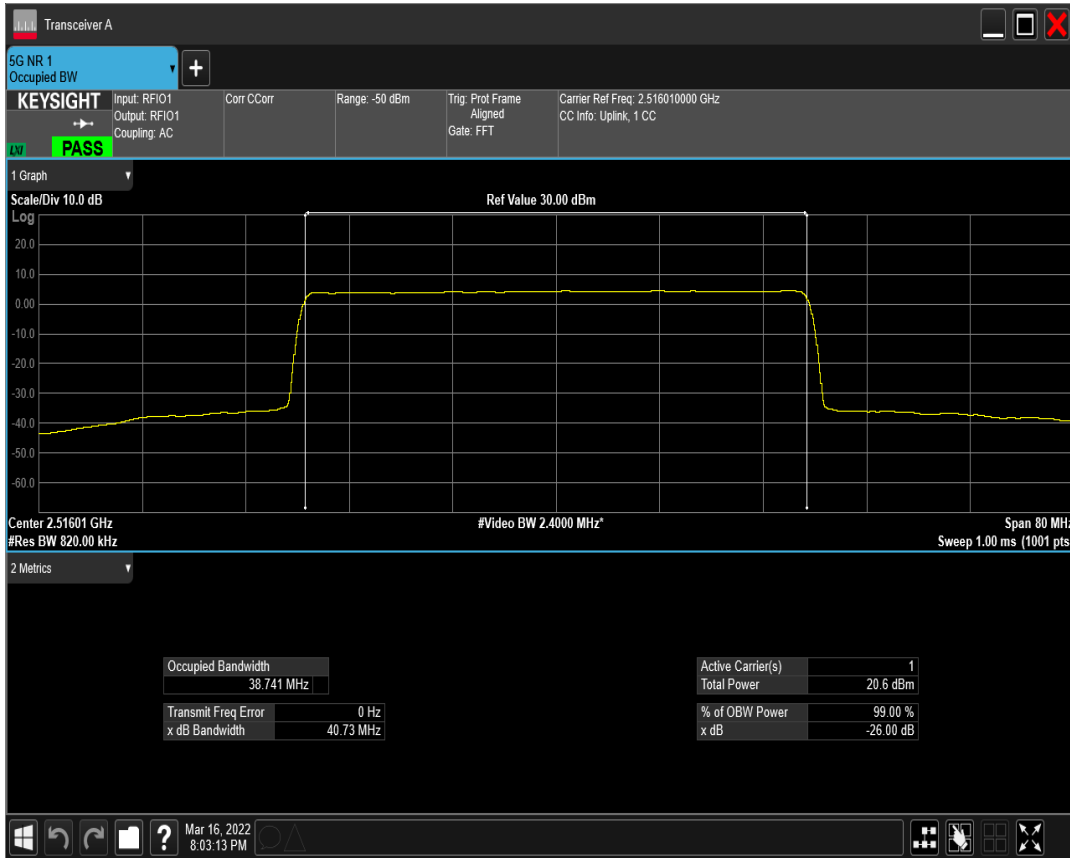 Transceiver A
5G NR 1
Occupied BW
KEYSIGHT
LXI
PASS
Input: RFIO1
Output: RFIO1
Coupling: AC
Corr CCorr
Range: -50 dBm
Trig: Prot Frame
Aligned
Gate: FFT
Carrier Ref Freq: 2.516010000 GHz
CC Info: Uplink, 1 CC
1 Graph
Scale/Div 10.0 dB
Ref Value 30.00 dBm
Log
20.0
10.0
0.00
-10.0
-20.0
-30.0
-40.0
-50.0
-60.0
Center 2.51601 GHz
#Video BW 2.4000 MHz*
Span 80 MHz
#Res BW 820.00 kHz
Sweep 1.00 ms (1001 pts
2 Metrics
Occupied Bandwidth
38.741 MHz
Transmit Freq Error 0 Hz
x dB Bandwidth 40.73 MHz
Active Carrier(s) 1
Total Power 20.6 dBm
% of OBW Power 99.00 %
x dB -26.00 dB
?
Mar 16, 2022
8:03:13 PM